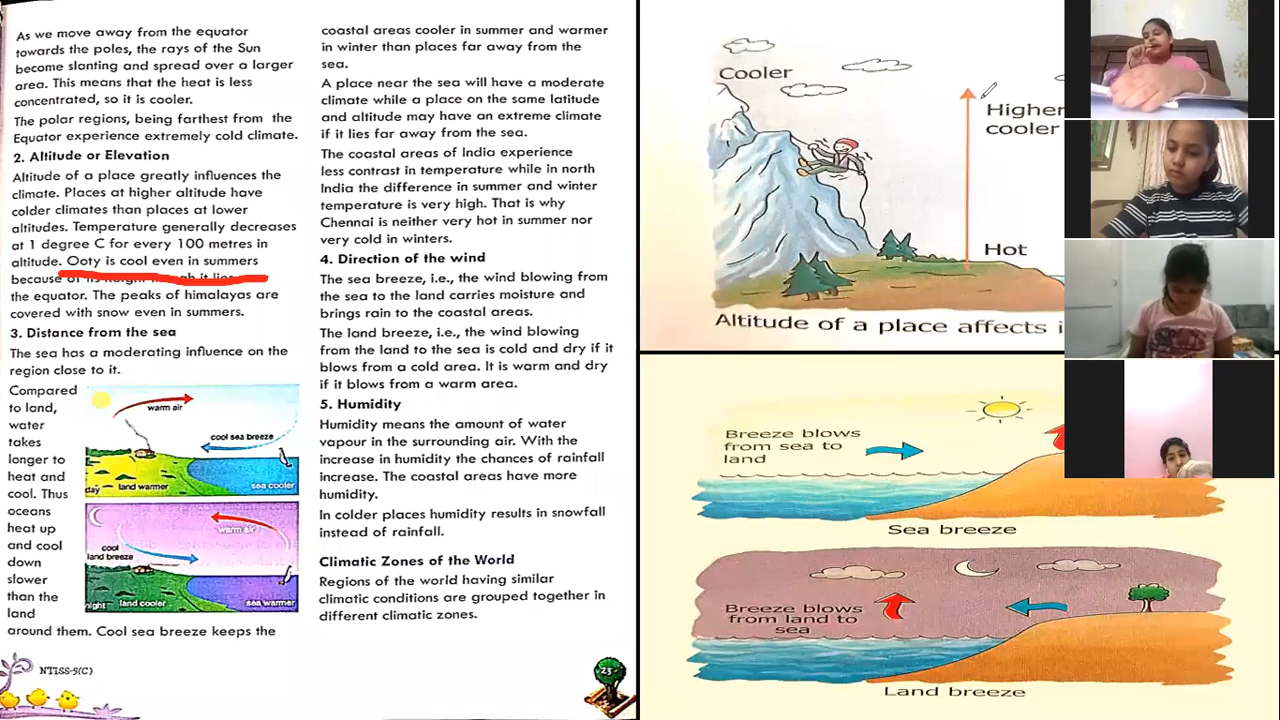 As we move away from the equator
towards the poles, the rays of the Sun
become slanting and spread over a larger
area. This means that the heat is less
concentrated, so it is cooler.
The polar regions, being farthest from the
Equator experience extremely cold climate.
2. Altitude or Elevation
Altitude of a place greatly influences the
climate. Places at higher altitude have
colder climates than places at lower
altitudes. Temperature generally decreases
at 1 degree C for every 100 metres in
altitude. Ooty is cool even in summers
because of its height it lies
the equator. The peaks of himalayas are
covered with snow even in summers.
3. Distance from the sea
The sea has a moderating influence on the
region close to it.
Compared
to land,
water
takes
longer to
heat and
cool. Thus
oceans
heat up
and cool
down
slower
than the
land
around them. Cool sea breeze keeps the
warm air
cool sea breeze
day land warmer
sea cooler
warm air
cool
land breeze
night land cooler
sea warmer
NTISS-5(C)
coastal areas cooler in summer and warmer
in winter than places far away from the
sea.
A place near the sea will have a moderate
climate while a place on the same latitude
and altitude may have an extreme climate
if it lies far away from the sea.
The coastal areas of India experience
less contrast in temperature while in north
India the difference in summer and winter
temperature is very high. That is why
Chennai is neither very hot in summer nor
very cold in winters.
4. Direction of the wind
The sea breeze, i.e., the wind blowing from
the sea to the land carries moisture and
brings rain to the coastal areas.
The land breeze, i.e., the wind blowing
from the land to the sea is cold and dry if it
blows from a cold area. It is warm and dry
if it blows from a warm area.
5. Humidity
Humidity means the amount of water
vapour in the surrounding air. With the
increase in humidity the chances of rainfall
increase. The coastal areas have more
humidity.
In colder places humidity results in snowfall
instead of rainfall.
Climatic Zones of the World
Regions of the world having similar
climatic conditions are grouped together in
different climatic zones.
23
Cooler
Higher
cooler
Hot
Altitude of a place affects i
Breeze blows
from sea to
land
Sea breeze
Breeze blows
from land to
sea
Land breeze